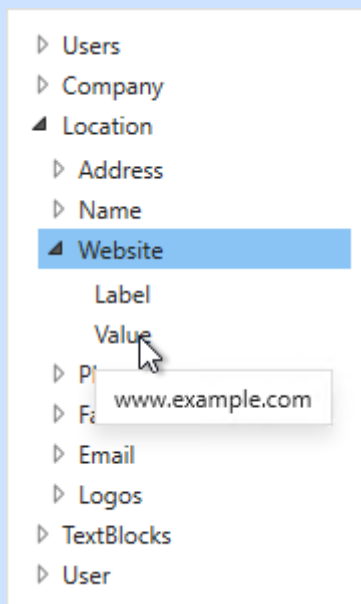 Users
Company
Location
Address
Name
Website
Label
Value
www.example.com
Email
Logos
TextBlocks
User